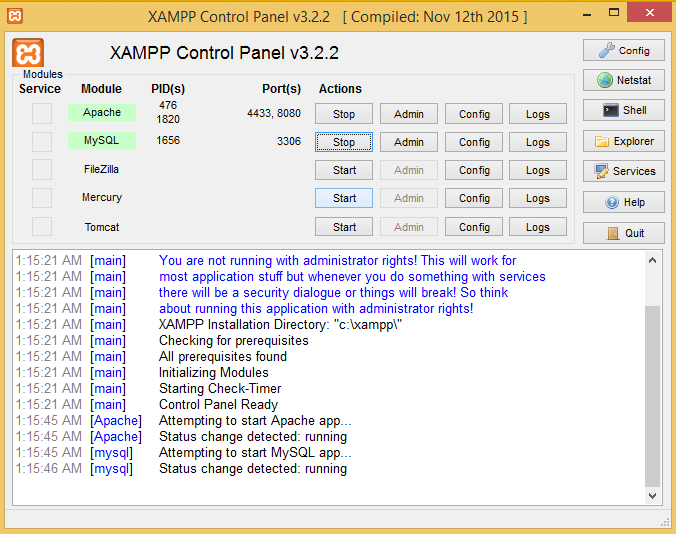 XAMPP Control Panel v3.2.2 [ Compiled: Nov 12th 2015 ]
XAMPP Control Panel v3.2.2
Config
Modules
Service Module PID(s) Port(s) Actions
Netstat
Apache 476 1820 4433, 8080 Stop Admin Config Logs
Shell
MySQL 1656 3306 Stop Admin Config Logs
Explorer
FileZilla Start Admin Config Logs
Services
Mercury Start Admin Config Logs
Help
Tomcat Start Admin Config Logs
Quit
1:15:21 AM [main] You are not running with administrator rights! This will work for
1:15:21 AM [main] most application stuff but whenever you do something with services
1:15:21 AM [main] there will be a security dialogue or things will break! So think
1:15:21 AM [main] about running this application with administrator rights!
1:15:21 AM [main] XAMPP Installation Directory: "c:\xampp\"
1:15:21 AM [main] Checking for prerequisites
1:15:21 AM [main] All prerequisites found
1:15:21 AM [main] Initializing Modules
1:15:21 AM [main] Starting Check-Timer
1:15:21 AM [main] Control Panel Ready
1:15:45 AM [Apache] Attempting to start Apache app...
1:15:45 AM [Apache] Status change detected: running
1:15:45 AM [mysql] Attempting to start MySQL app...
1:15:46 AM [mysql] Status change detected: running